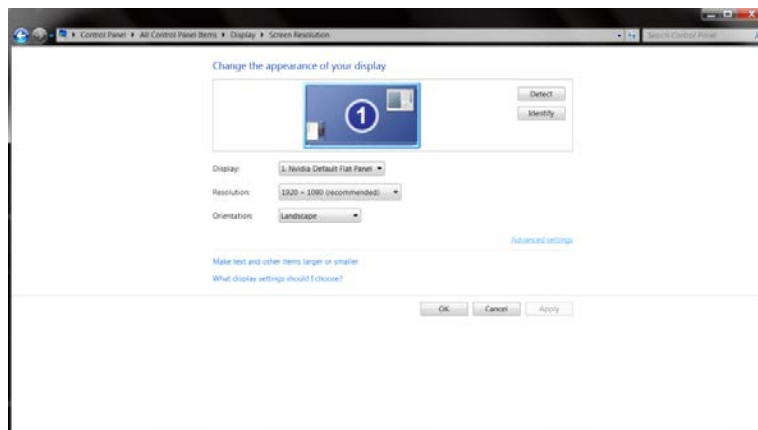 Control Panel ▸ All Control Panel Items ▸ Display ▸ Screen Resolution
Search Control Panel
Change the appearance of your display
1
Detect
Identify
Display: 1. Nvidia Default Flat Panel
Resolution: 1920 × 1080 (recommended)
Orientation: Landscape
Advanced settings
Make text and other items larger or smaller
What display settings should I choose?
OK Cancel Apply